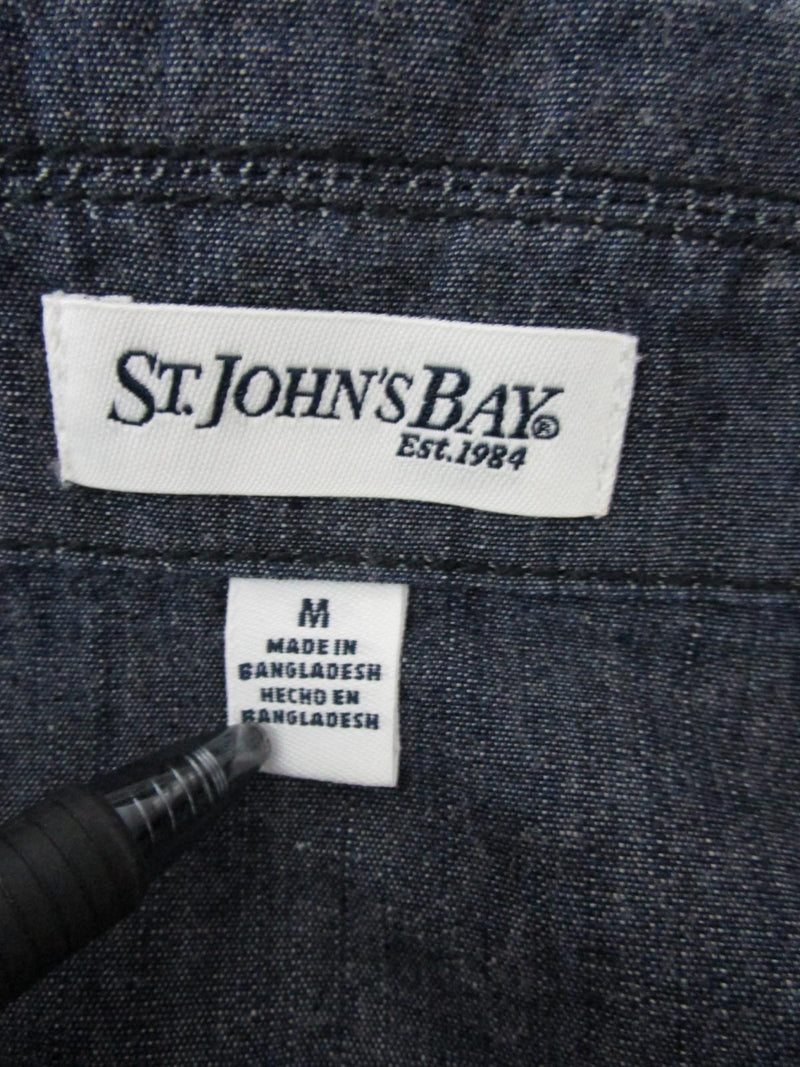 ST. JOHN'S BAY®
Est. 1984
M
MADE IN
BANGLADESH
HECHO EN
BANGLADESH